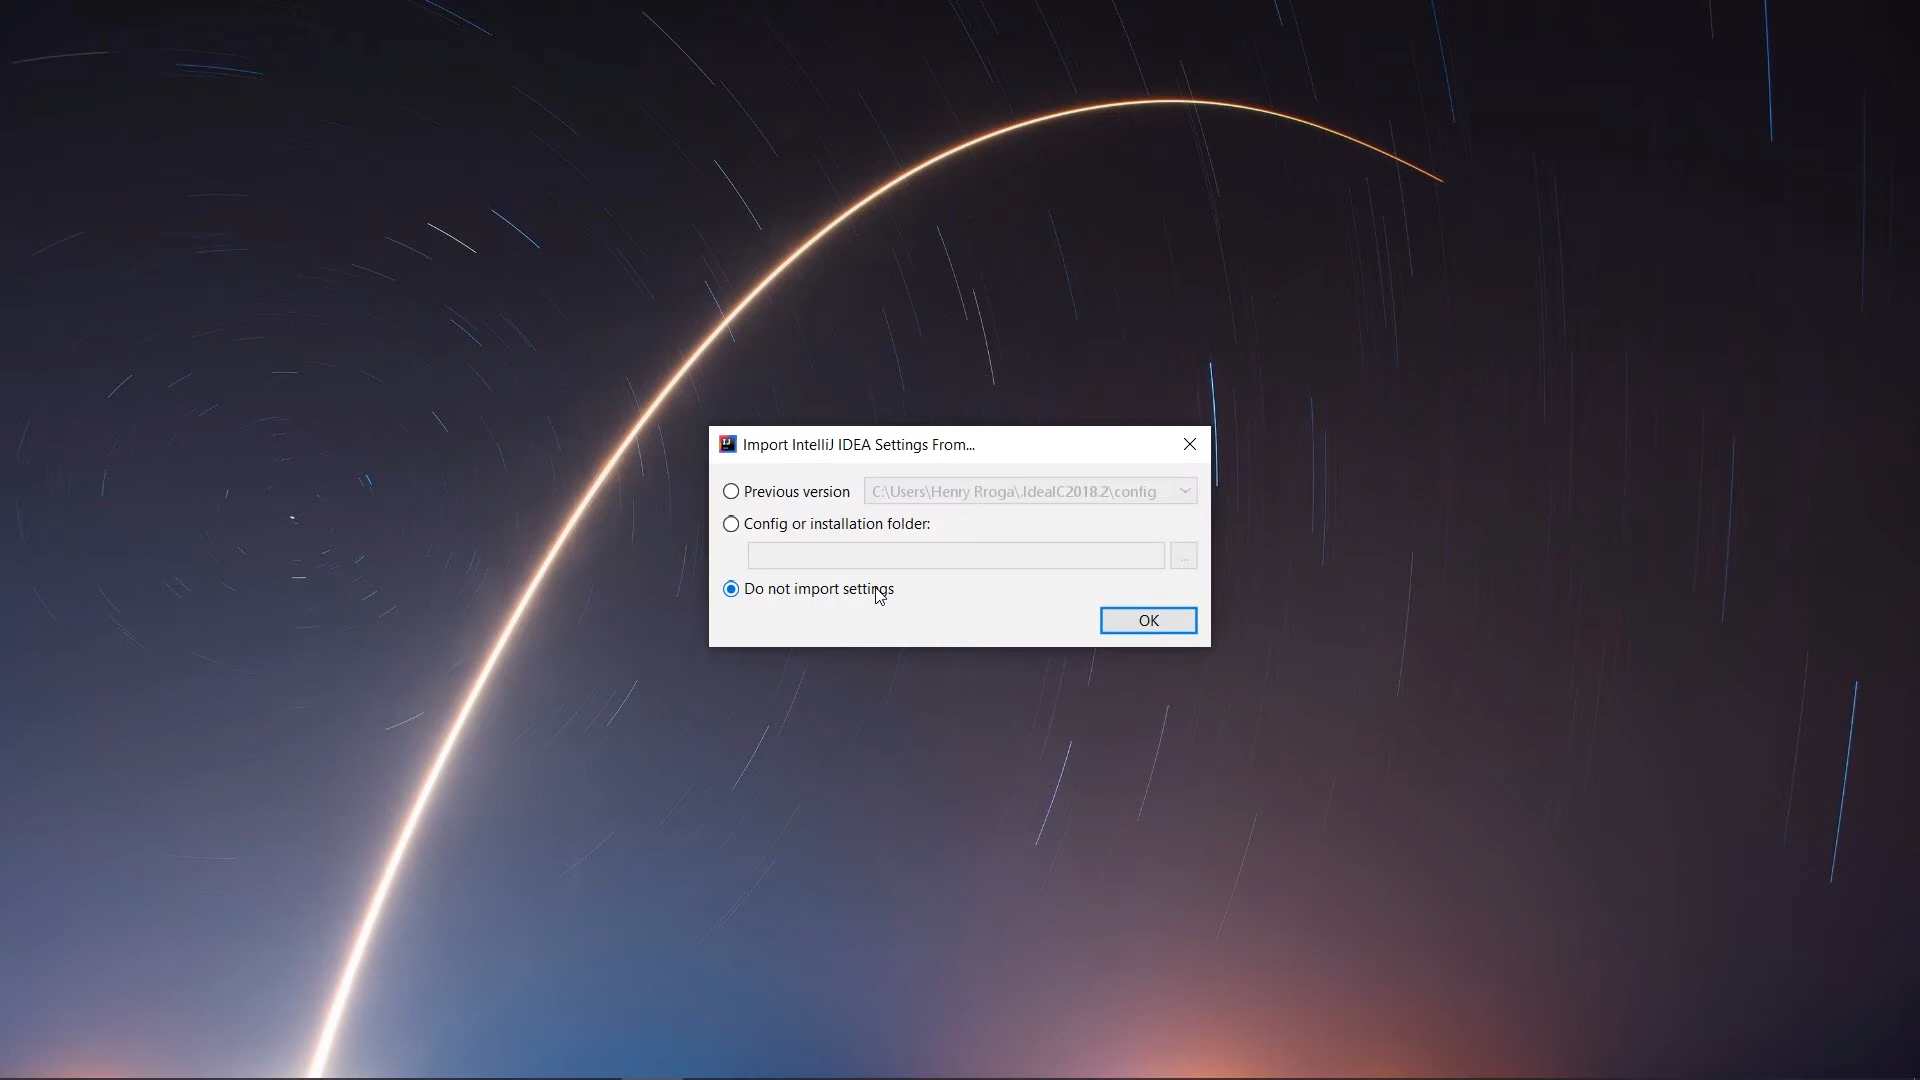 Import IntelliJ IDEA Settings From...
Previous version C:\Users\Henry Rroga\.IdeaIC2018.2\config
Config or installation folder:
...
Do not import settings
OK